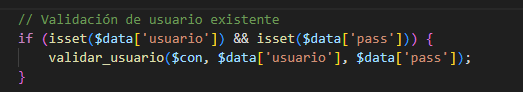 // Validación de usuario existente
if (isset($data['usuario']) && isset($data['pass'])) {
    validar_usuario($con, $data['usuario'], $data['pass']);
}